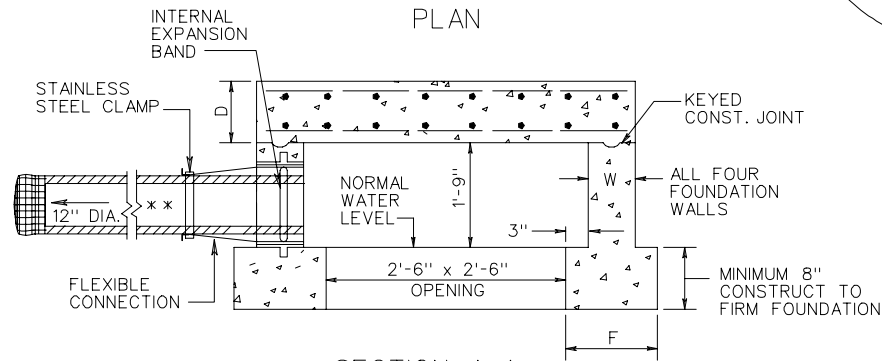 PLAN
INTERNAL
EXPANSION
BAND
STAINLESS
STEEL CLAMP
D
KEYED
CONST. JOINT
NORMAL
WATER
LEVEL
1'-9"
W
ALL FOUR
FOUNDATION
WALLS
12" DIA.
* *
3"
FLEXIBLE
CONNECTION
2'-6" x 2'-6"
OPENING
MINIMUM 8"
CONSTRUCT TO
FIRM FOUNDATION
F